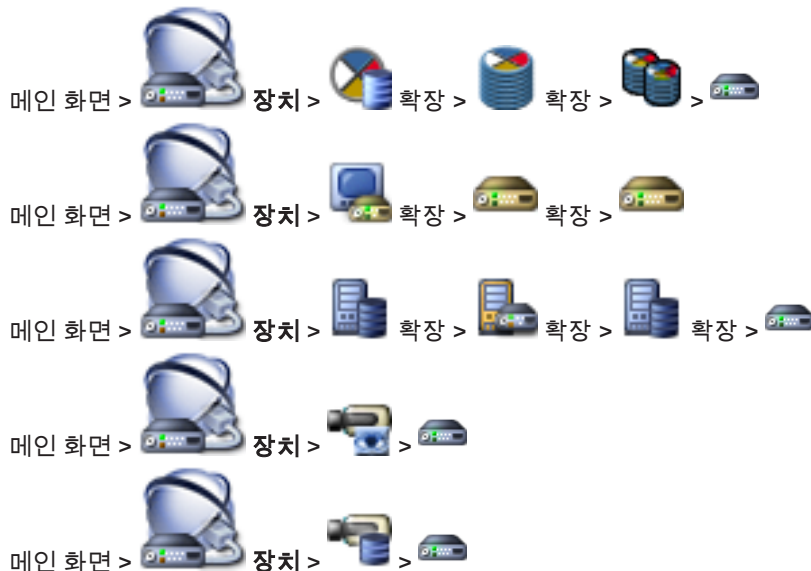 메인 화면 > 장치 > 확장 > 확장 > >
메인 화면 > 장치 > 확장 > 확장 >
메인 화면 > 장치 > 확장 > 확장 > 확장 >
메인 화면 > 장치 > >
메인 화면 > 장치 > >